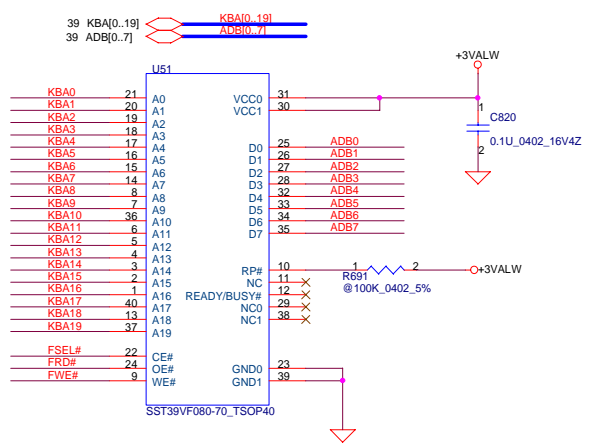 39 KBA[0..19] KBA[0..19]
39 ADB[0..7] ADB[0..7]
+3VALW
U51
KBA0 21 A0 VCC0 31
KBA1 20 A1 VCC1 30
KBA2 19 A2
KBA3 18 A3
KBA4 17 A4 D0 25 ADB0
KBA5 16 A5 D1 26 ADB1
KBA6 15 A6 D2 27 ADB2
KBA7 14 A7 D3 28 ADB3
KBA8 8 A8 D4 32 ADB4
KBA9 7 A9 D5 33 ADB5
KBA10 36 A10 D6 34 ADB6
KBA11 6 A11 D7 35 ADB7
KBA12 5 A12
KBA13 4 A13
KBA14 3 A14 RP# 10 1 2 +3VALW
KBA15 2 A15 NC 11 R691
KBA16 1 A16 READY/BUSY# 12 @100K_0402_5%
KBA17 40 A17 NC0 29
KBA18 13 A18 NC1 38
KBA19 37 A19
FSEL# 22 CE#
FRD# 24 OE# GND0 23
FWE# 9 WE# GND1 39
SST39VF080-70_TSOP40
1
C820
0.1U_0402_16V4Z
2